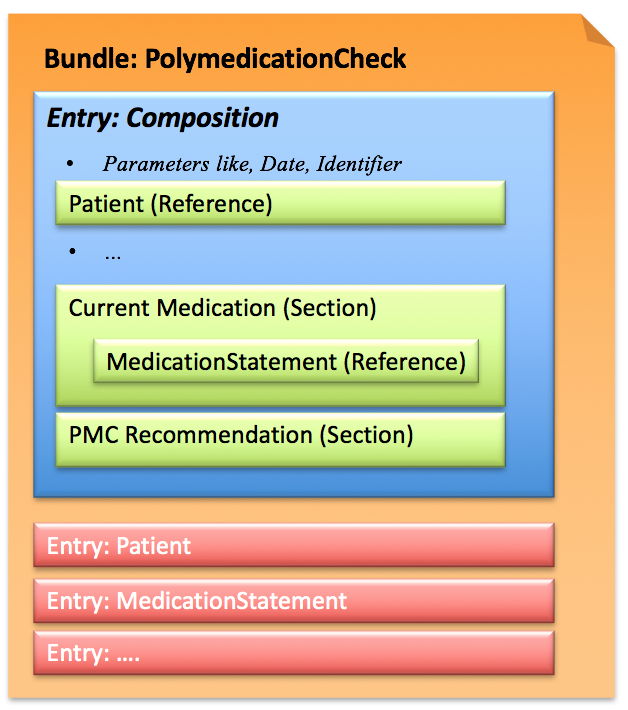 Bundle: PolymedicationCheck
Entry: Composition
• Parameters like, Date, Identifier
Patient (Reference)
• ...
Current Medication (Section)
MedicationStatement (Reference)
PMC Recommendation (Section)
Entry: Patient
Entry: MedicationStatement
Entry: ....